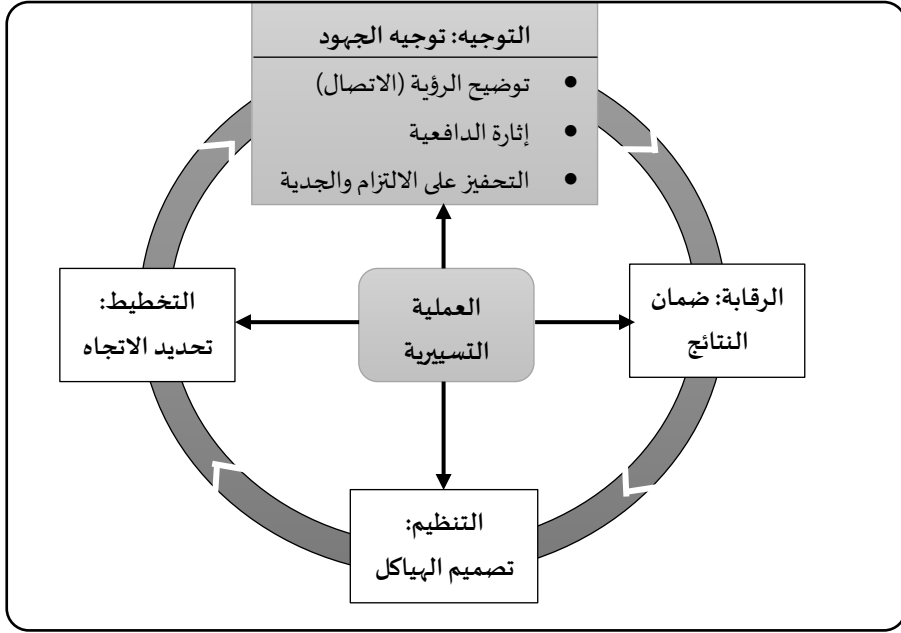 التوجيه: توجيه الجهود
● توضيح الرؤية (الاتصال)
● إثارة الدافعية
● التحفيز على الالتزام والجدية
الرقابة: ضمان
النتائج
العملية
التسييرية
التخطيط:
تحديد الاتجاه
التنظيم:
تصميم الهياكل